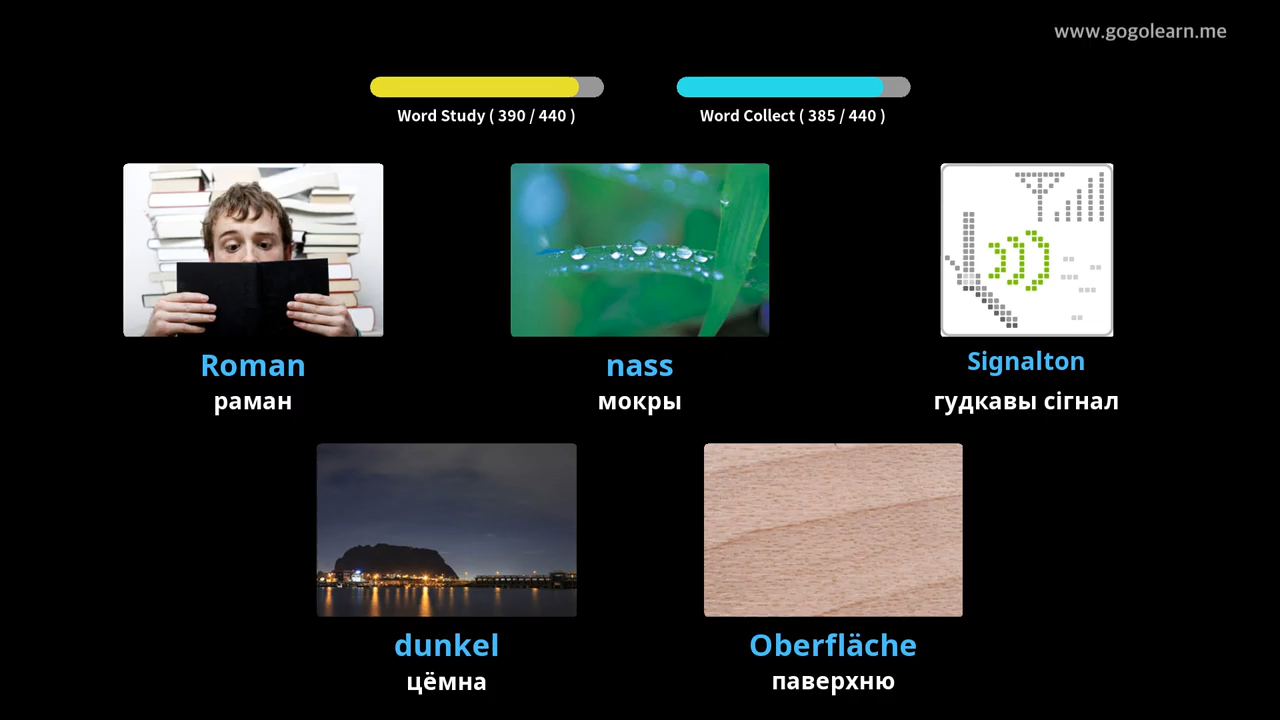 www.gogolearn.me
Word Study ( 390 / 440 )
Word Collect ( 385 / 440 )
Roman
раман
nass
мокры
Signalton
гудкавы сігнал
dunkel
цёмна
Oberfläche
паверхню